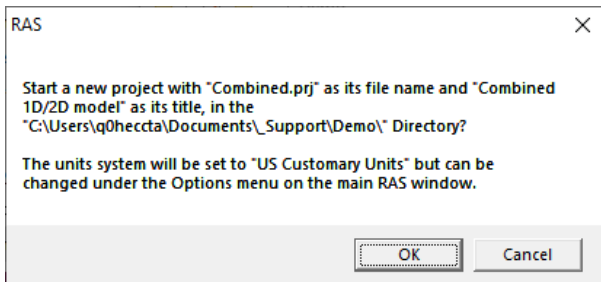 RAS
Start a new project with "Combined.prj" as its file name and "Combined
1D/2D model" as its title, in the
"C:\Users\q0heccta\Documents\_Support\Demo\" Directory?
The units system will be set to "US Customary Units" but can be
changed under the Options menu on the main RAS window.
OK
Cancel